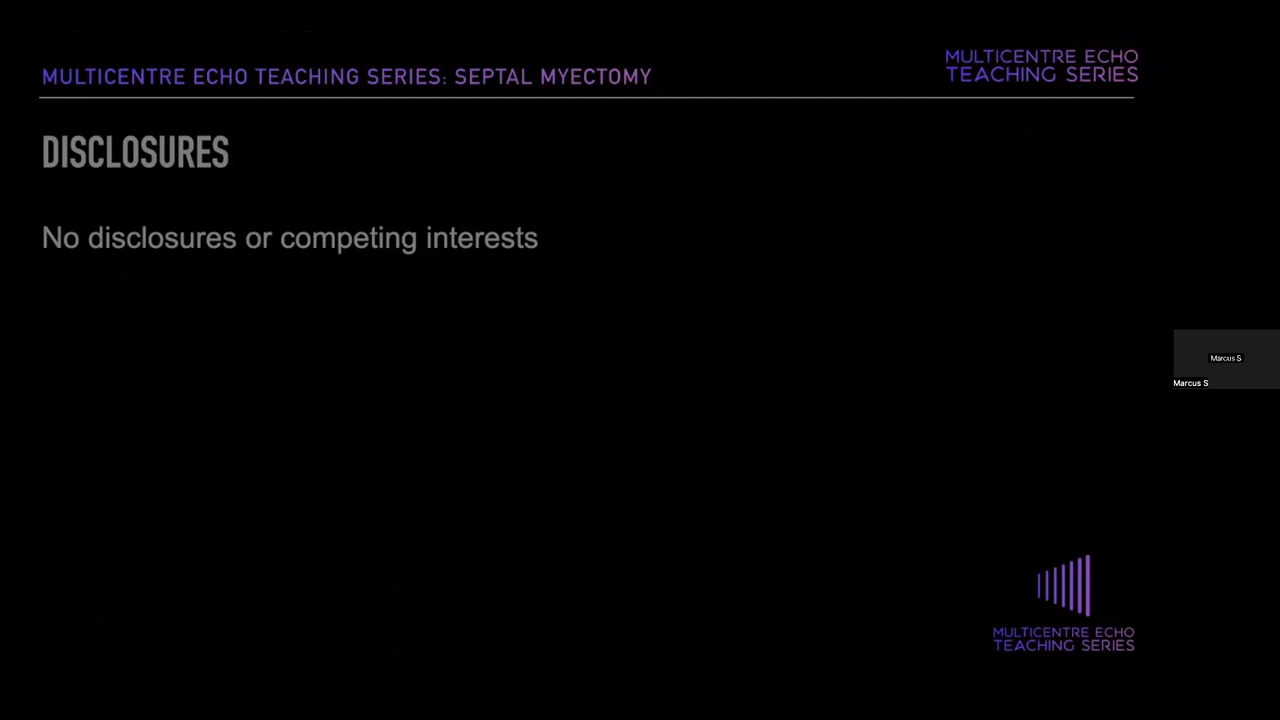 MULTICENTRE ECHO TEACHING SERIES: SEPTAL MYECTOMY
MULTICENTRE ECHO
TEACHING SERIES
DISCLOSURES
No disclosures or competing interests
Marcus S
Marcus S
MULTICENTRE ECHO
TEACHING SERIES